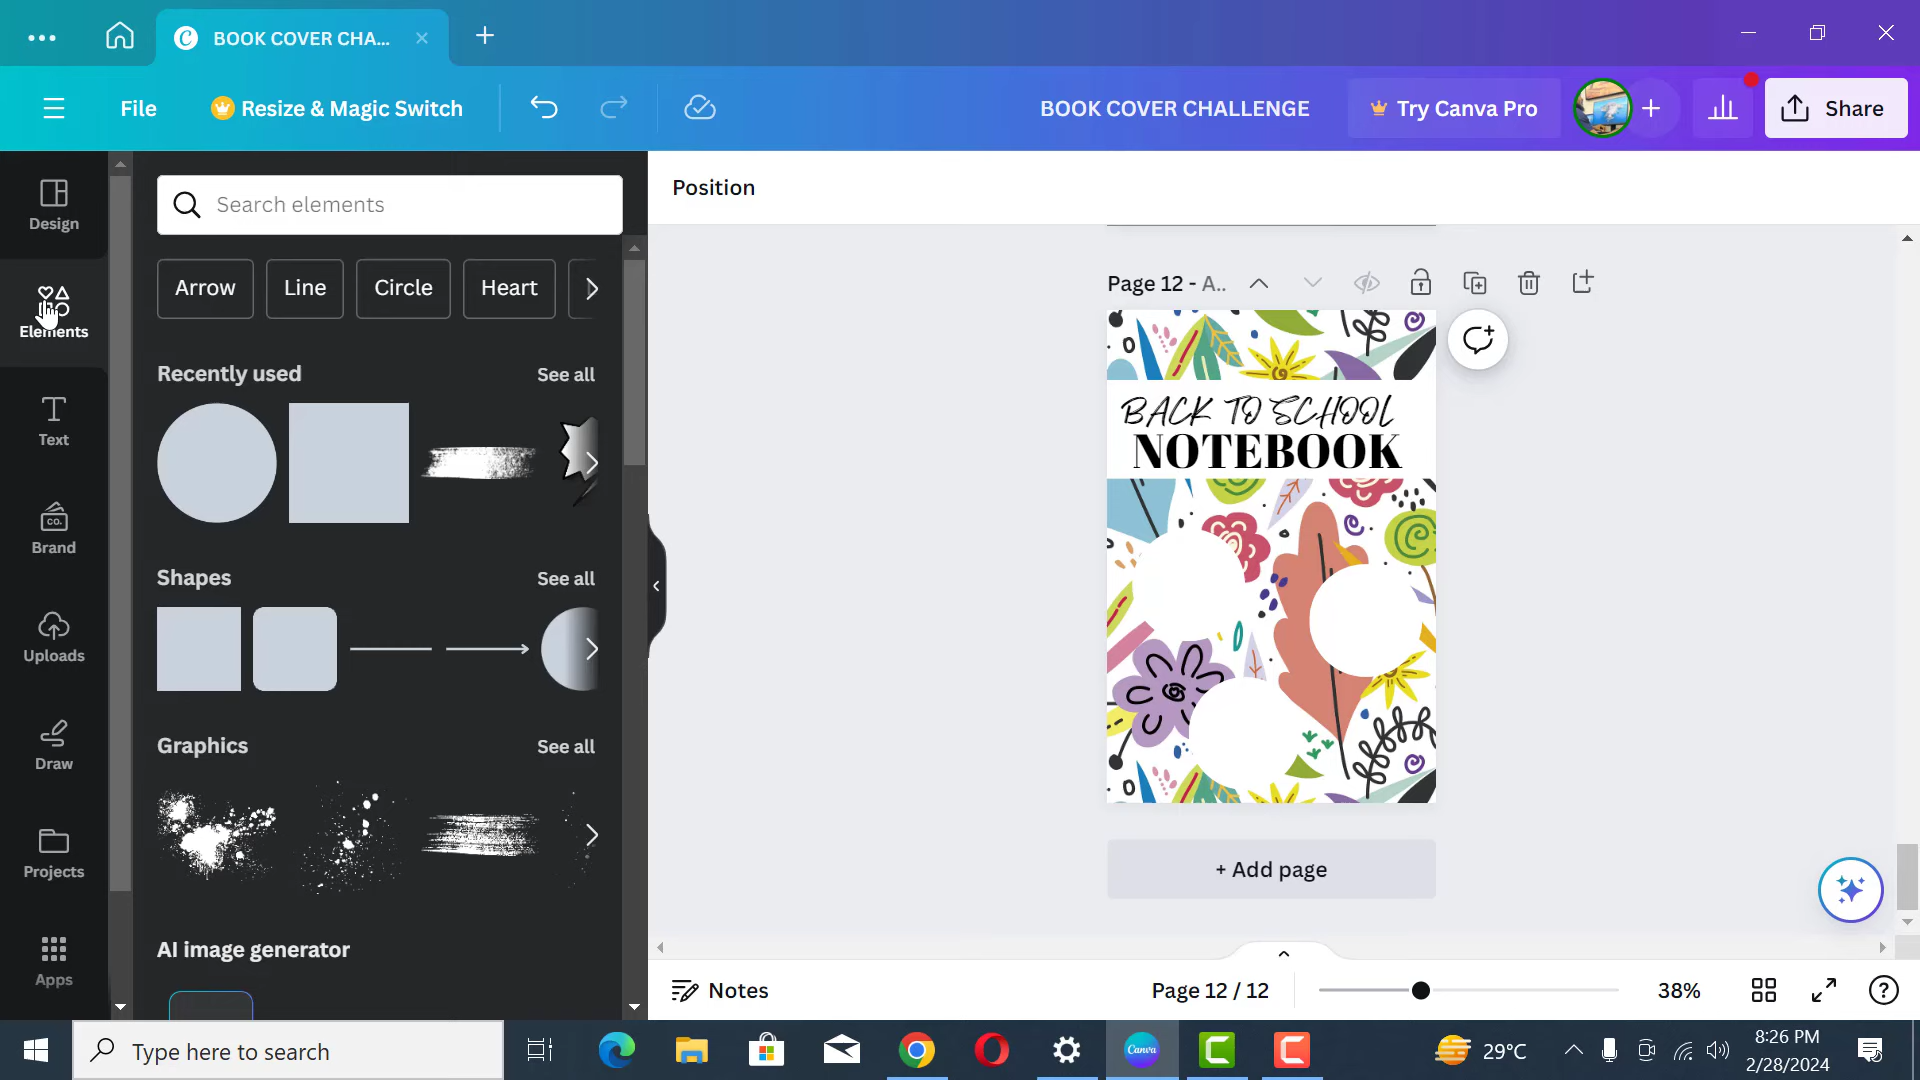 BOOK COVER CHA...
File
Resize & Magic Switch
BOOK COVER CHALLENGE
Try Canva Pro
Share
Design
Elements
Text
CO.
Brand
Uploads
Draw
Projects
Apps
Search elements
Arrow
Line
Circle
Heart
Recently used
See all
Shapes
See all
Graphics
See all
AI image generator
Position
Page 12 - A..
BACK TO SCHOOL
NOTEBOOK
+ Add page
Notes
Page 12 / 12
38%
Type here to search
Canva
29°C
8:26 PM
2/28/2024